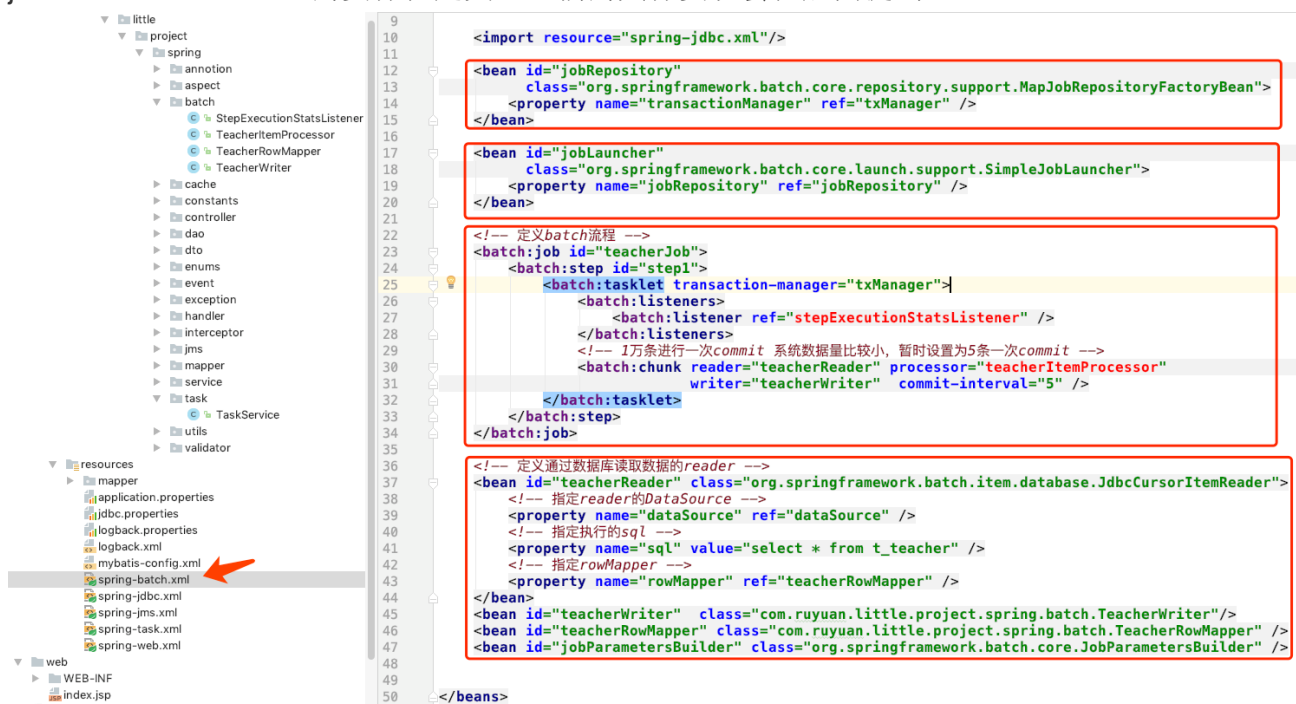 little
project
spring
annotion
aspect
batch
StepExecutionStatsListener
TeacherItemProcessor
TeacherRowMapper
TeacherWriter
cache
constants
controller
dao
dto
enums
event
exception
handler
interceptor
jms
mapper
service
task
TaskService
utils
validator
resources
mapper
application.properties
jdbc.properties
logback.properties
logback.xml
mybatis-config.xml
spring-batch.xml
spring-jdbc.xml
spring-jms.xml
spring-task.xml
spring-web.xml
web
WEB-INF
index.jsp
9
10 <import resource="spring-jdbc.xml"/>
11
12 <bean id="jobRepository"
13 class="org.springframework.batch.core.repository.support.MapJobRepositoryFactoryBean">
14 <property name="transactionManager" ref="txManager" />
15 </bean>
16
17 <bean id="jobLauncher"
18 class="org.springframework.batch.core.launch.support.SimpleJobLauncher">
19 <property name="jobRepository" ref="jobRepository" />
20 </bean>
21
22 <!-- 定义batch流程 -->
23 <batch:job id="teacherJob">
24 <batch:step id="step1">
25 <batch:tasklet transaction-manager="txManager">
26 <batch:listeners>
27 <batch:listener ref="stepExecutionStatsListener" />
28 </batch:listeners>
29 <!-- 1万条进行一次commit 系统数据量比较小，暂时设置为5条一次commit -->
30 <batch:chunk reader="teacherReader" processor="teacherItemProcessor"
31 writer="teacherWriter" commit-interval="5" />
32 </batch:tasklet>
33 </batch:step>
34 </batch:job>
35
36 <!-- 定义通过数据库读取数据的reader -->
37 <bean id="teacherReader" class="org.springframework.batch.item.database.JdbcCursorItemReader">
38 <!-- 指定reader的DataSource -->
39 <property name="dataSource" ref="dataSource" />
40 <!-- 指定执行的sql -->
41 <property name="sql" value="select * from t_teacher" />
42 <!-- 指定rowMapper -->
43 <property name="rowMapper" ref="teacherRowMapper" />
44 </bean>
45 <bean id="teacherWriter" class="com.ruyuan.little.project.spring.batch.TeacherWriter"/>
46 <bean id="teacherRowMapper" class="com.ruyuan.little.project.spring.batch.TeacherRowMapper" />
47 <bean id="jobParametersBuilder" class="org.springframework.batch.core.JobParametersBuilder" />
48
49
50 </beans>